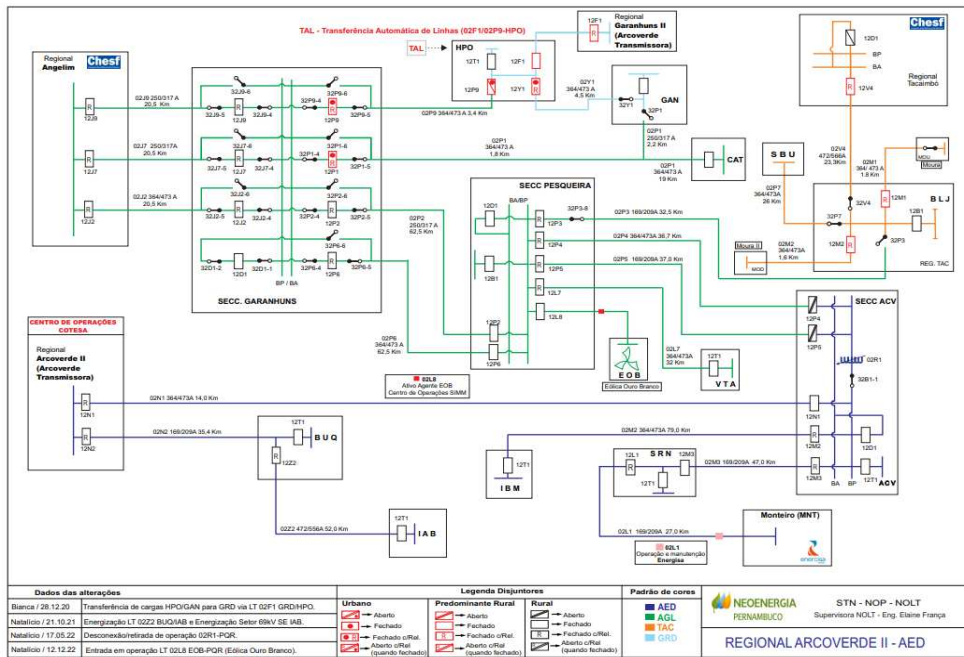 TAL - Transferência Automática de Linhas (02F1/02P9-HPO)
TAL
HPO
12T1
12F1
12P9
12Y1
12F1
Regional
Garanhuns II
(Arcoverde
Transmissora)
Chesf
12D1
BP
BA
Regional
Tacaimbó
12V4
Regional
Angelim
Chesf
12J9
12J7
12J2
02J9 250/317 A
20,5 Km
02J7 250/317A
20,5 Km
02J2 364/473 A
20,5 Km
32J9-6
32J9-5
12J9
32J9-4
32P9-6
32P9-4
12P9
32P9-5
32J7-6
32J7-5
12J7
32J7-4
32P1-6
32P1-4
12P1
32P1-5
32J2-6
32J2-5
12J2
32J2-4
32P2-6
32P2-4
12P2
32P2-5
32D1-2
12D1
32D1-1
32P6-6
32P6-4
12P6
32P6-5
BP / BA
SECC. GARANHUNS
02P9 364/473 A 3,4 Km
02Y1
364/473 A
4,5 Km
32Y1
GAN
32P1
02P1
250/317 A
2,2 Km
02P1
364/473 A
1,8 Km
02P1
364/473 A
19 Km
12T1
CAT
02P2
250/317 A
62,5 Km
02P6
364/473 A
62,5 Km
SECC PESQUEIRA
BA/BP
12D1
12B1
12P2
12P6
12P3
32P3-6
12P4
12P5
12L7
12L8
02P3 169/209A 32,5 Km
02P4 364/473A 36,7 Km
02P5 169/209A 37,0 Km
EOB
Eólica Ouro Branco
02L7
364/473A
32 Km
12T1
VTA
SBU
02P7
364/473A
26 Km
02V4
472/566A
23,3Km
02M1
364/ 473 A
1,8 Km
MOU
Moura
32V4
12M1
BLJ
12B1
32P7
12M2
32P3
REG. TAC
Moura II
MOD
02M2
364/473A
1,6 Km
SECC ACV
12P4
12P5
02R1
32B1-1
12N1
12M2
12D1
12M3
12T1
BA
BP
ACV
CENTRO DE OPERAÇÕES
COTESA
Regional
Arcoverde II
(Arcoverde
Transmissora)
12N1
12N2
02N1 364/473A 14,0 Km
02N2 169/209A 35,4 Km
02L8
Ativo Agente EOB
Centro de Operações SIMM
12T1
BUQ
12Z2
02Z2 472/556A 52,0 Km
12T1
IAB
02M2 364/473A 79,0 Km
12T1
IBM
SRN
12L1
12M3
12T1
02M3 169/209A 47,0 Km
02L1 169/209A 27,0 Km
02L1
Operação e manutenção
Energisa
Monteiro (MNT)
energisa
Dados das alterações
Bianca / 28.12.20 Transferência de cargas HPO/GAN para GRD via LT 02F1 GRD/HPO.
Natalício / 21.10.21 Energização LT 02Z2 BUQ/IAB e Energização Setor 69kV SE IAB.
Natalício / 17.05.22 Desconexão/retirada de operação 02R1-PQR.
Natalício / 12.12.22 Entrada em operação LT 02L8 EOB-PQR (Eólica Ouro Branco).
Legenda Disjuntores
Urbano
Aberto
Fechado
Fechado c/Rel.
Aberto c/Rel
(quando fechado)
Predominante Rural
Aberto
Fechado
Fechado c/Rel.
Aberto c/Rel
(quando fechado)
Rural
Aberto
Fechado
Fechado c/Rel.
Aberto c/Rel
(quando fechado)
Padrão de cores
AED
AGL
TAC
GRD
NEOENERGIA
PERNAMBUCO
STN - NOP - NOLT
Supervisora NOLT - Eng. Elaine França
REGIONAL ARCOVERDE II - AED